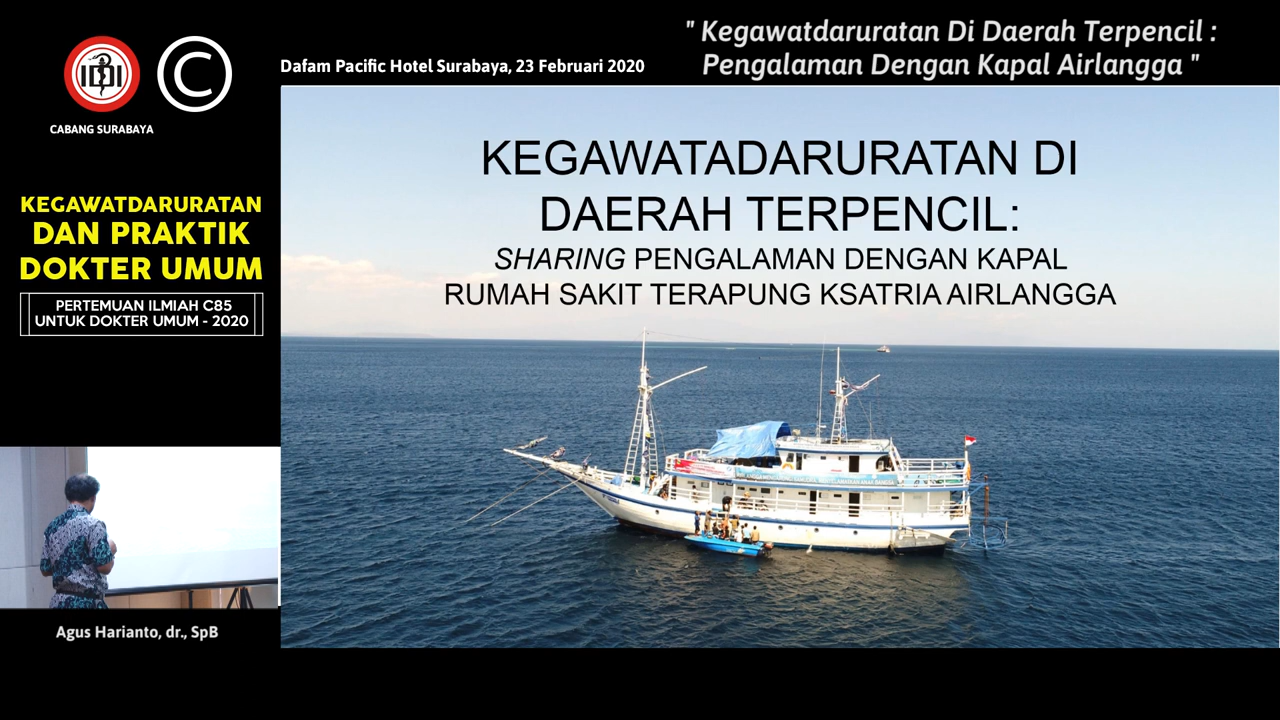 IDI
C
CABANG SURABAYA
Dafam Pacific Hotel Surabaya, 23 Februari 2020
" Kegawatdaruratan Di Daerah Terpencil :
Pengalaman Dengan Kapal Airlangga "
KEGAWATDARURATAN
DAN PRAKTIK
DOKTER UMUM
PERTEMUAN ILMIAH C85
UNTUK DOKTER UMUM - 2020
KEGAWATADARURATAN DI
DAERAH TERPENCIL:
SHARING PENGALAMAN DENGAN KAPAL
RUMAH SAKIT TERAPUNG KSATRIA AIRLANGGA
Agus Harianto, dr., SpB